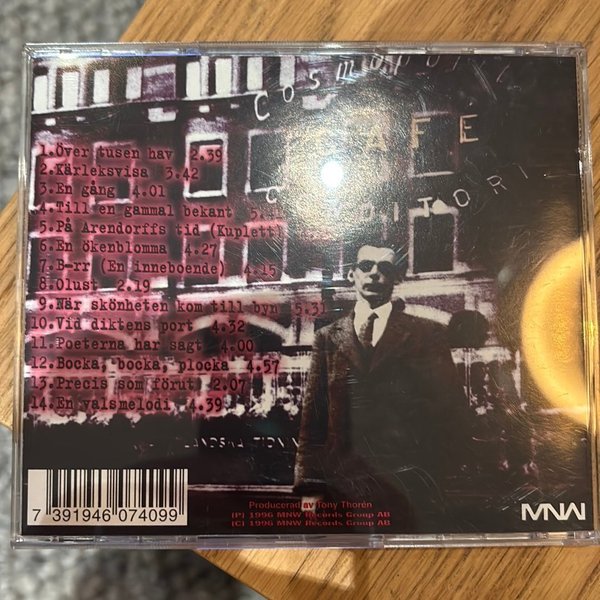 Cosmopolit
CAFE
CONDITORI
1.Över tusen hav 2.39
2.Kärleksvisa 3.42
3.En gång 4.01
4.Till en gammal bekant 5.41
5.På Arendorffs tid (Kuplett)
6.En ökenblomma 4.27
7.B-rr (En inneboende) 4.15
8.Olust 2.19
9.När skönheten kom till byn 5.31
10.Vid diktens port 4.32
11.Poeterna har sagt 4.00
12.Bocka, bocka, plocka 4.57
13.Precis som förut 2.07
14.En valsmelodi 4.39
7 391946 074099
Producerad av Tony Thorén
(P) 1996 MNW Records Group AB
(C) 1996 MNW Records Group AB
MNW